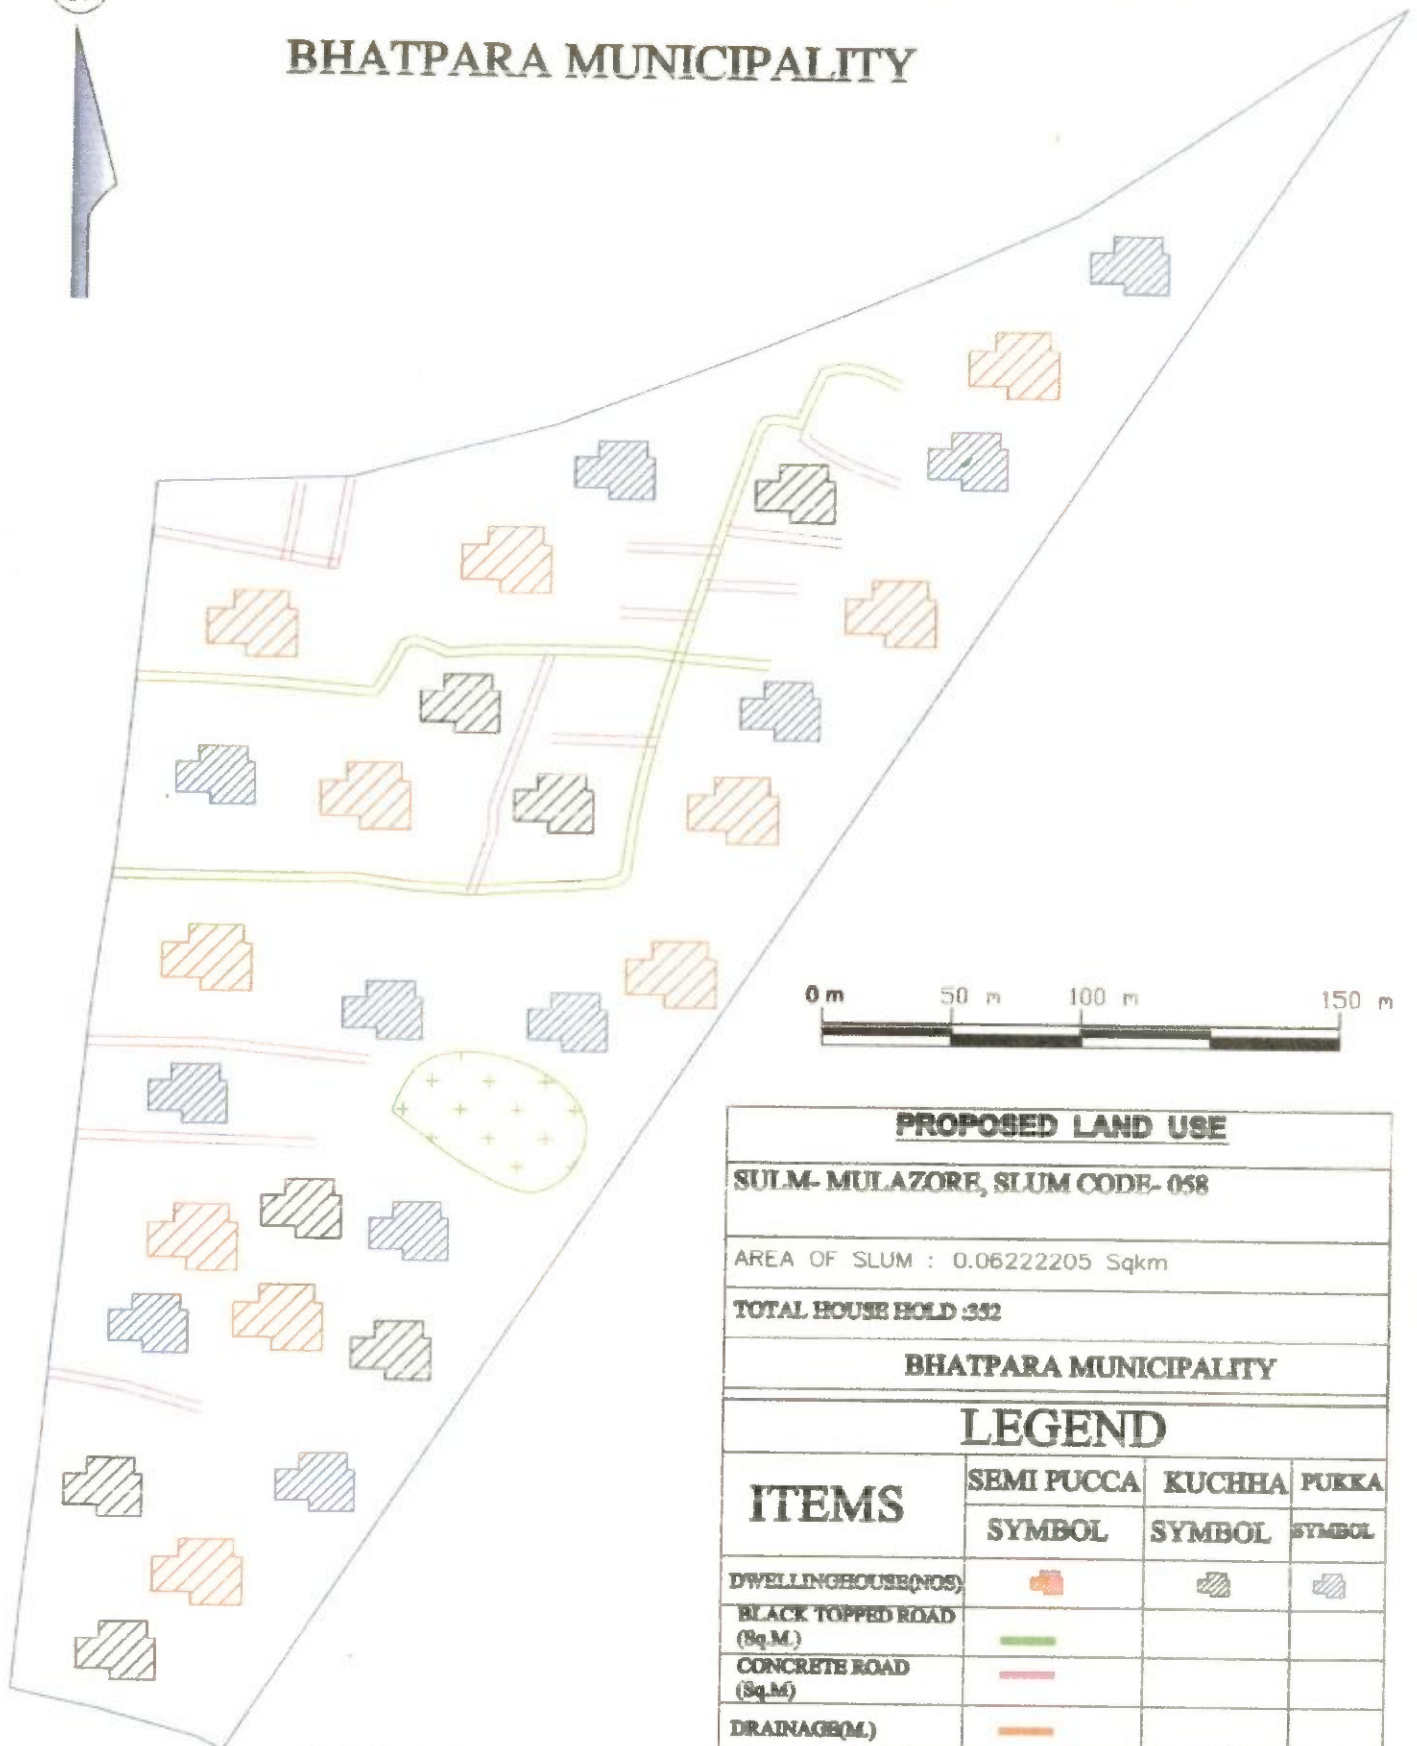 BHATPARA MUNICIPALITY
0 m 50 m 100 m 150 m
PROPOSED LAND USE
SULM- MULAZORE, SLUM CODE- 058
AREA OF SLUM : 0.06222205 Sqkm
TOTAL HOUSE HOLD :352
BHATPARA MUNICIPALITY
LEGEND
ITEMS SEMI PUCCA KUCHHA PUKKA
SYMBOL SYMBOL SYMBOL
DWELLINGHOUSE(NOS)
BLACK TOPPED ROAD
(Sq.M.)
CONCRETE ROAD
(Sq.M)
DRAINAGE(M.)